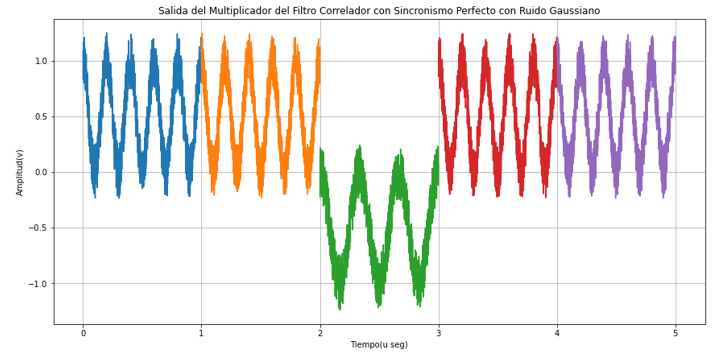 Salida del Multiplicador del Filtro Correlador con Sincronismo Perfecto con Ruido Gaussiano
Amplitud(v)
1.0
0.5
0.0
−0.5
−1.0
0 1 2 3 4 5
Tiempo(u seg)